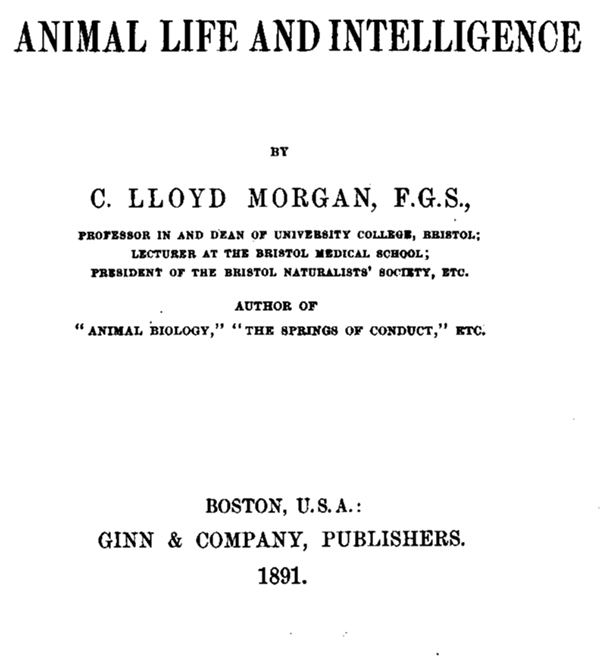 ANIMAL LIFE AND INTELLIGENCE
BY
C. LLOYD MORGAN, F.G.S.,
PROFESSOR IN AND DEAN OF UNIVERSITY COLLEGE, BRISTOL;
LECTURER AT THE BRISTOL MEDICAL SCHOOL;
PRESIDENT OF THE BRISTOL NATURALISTS' SOCIETY, ETC.
AUTHOR OF
"ANIMAL BIOLOGY," "THE SPRINGS OF CONDUCT," ETC.
BOSTON, U.S.A.:
GINN & COMPANY, PUBLISHERS.
1891.